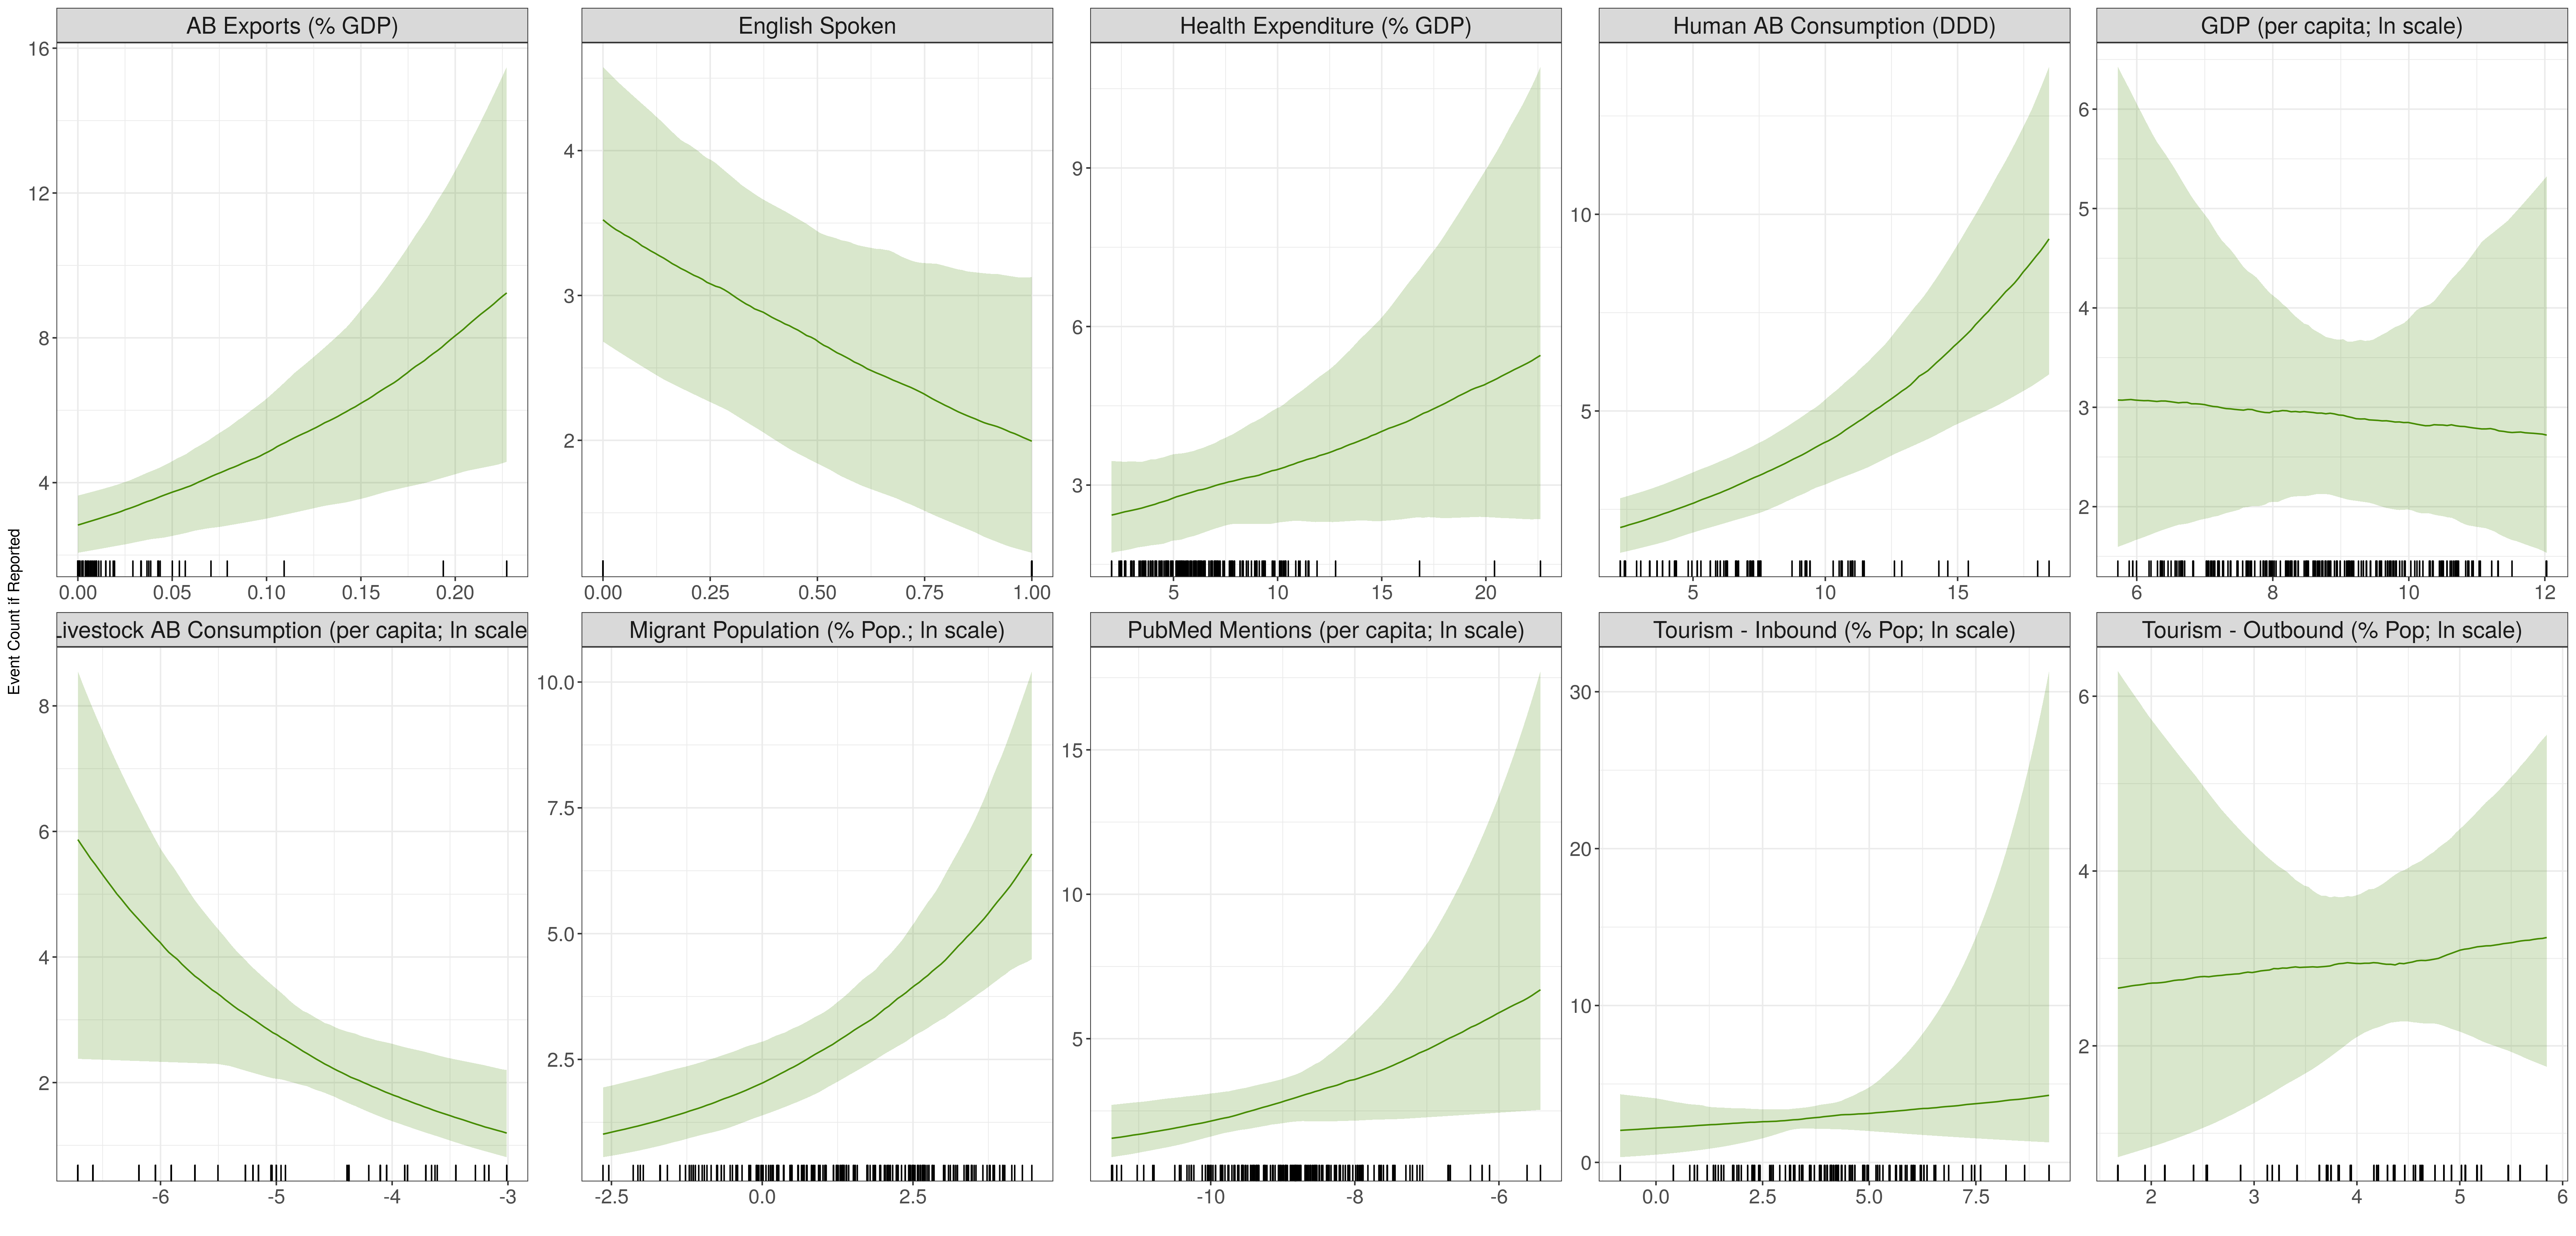 AB Exports (% GDP)
English Spoken
Health Expenditure (% GDP)
Human AB Consumption (DDD)
GDP (per capita; ln scale)
16
12
8
4
0.00 0.05 0.10 0.15 0.20
4
3
2
0.00 0.25 0.50 0.75 1.00
9
6
3
5 10 15 20
10
5
5 10 15
6
5
4
3
2
6 8 10 12
Event Count if Reported
Livestock AB Consumption (per capita; ln scale
Migrant Population (% Pop.; ln scale)
PubMed Mentions (per capita; ln scale)
Tourism - Inbound (% Pop; ln scale)
Tourism - Outbound (% Pop; ln scale)
8
6
4
2
-6 -5 -4 -3
10.0
7.5
5.0
2.5
-2.5 0.0 2.5
15
10
5
-10 -8 -6
30
20
10
0
0.0 2.5 5.0 7.5
6
4
2
2 3 4 5 6